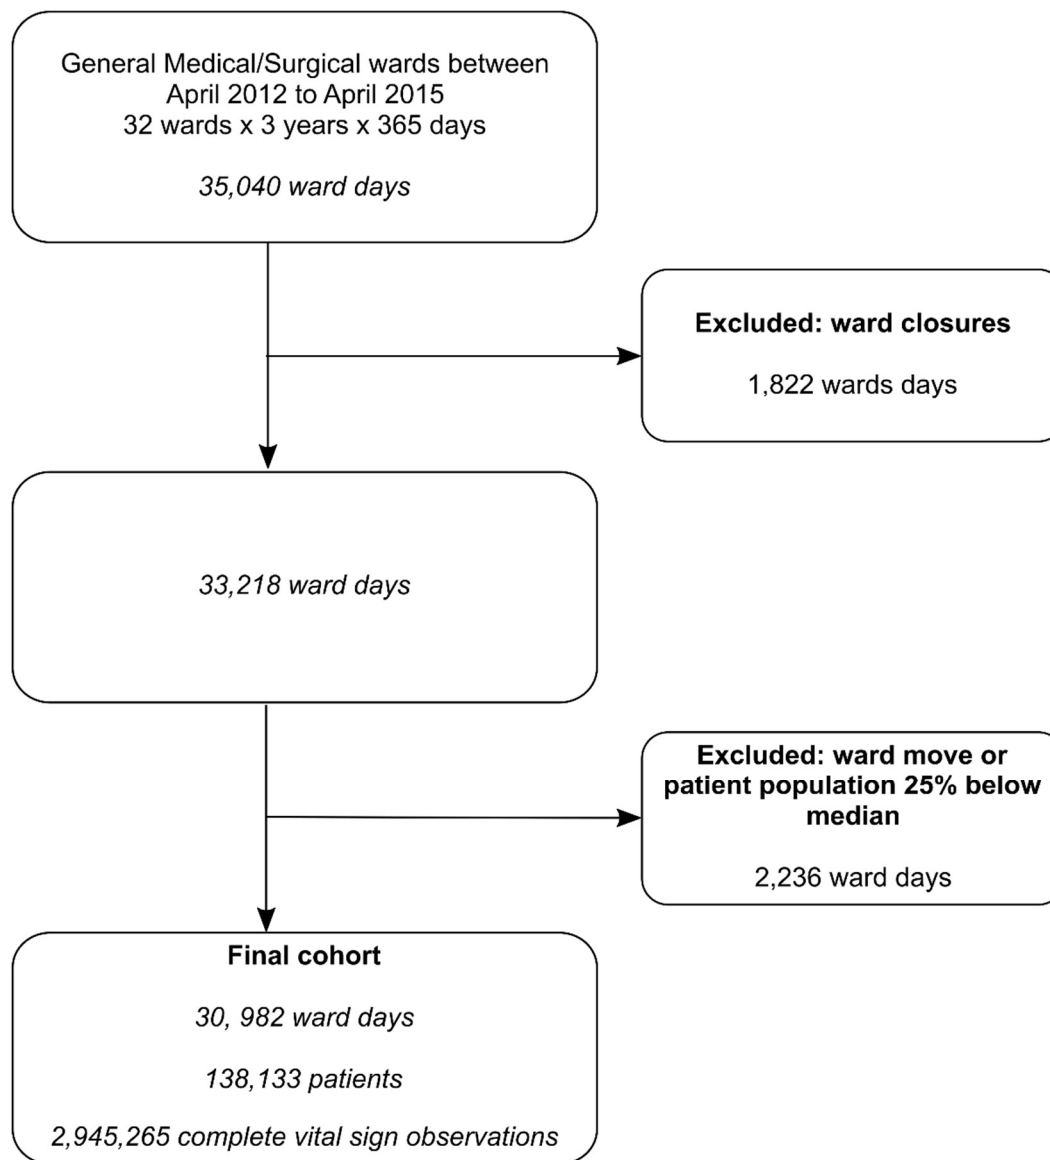 General Medical/Surgical wards between
April 2012 to April 2015
32 wards x 3 years x 365 days
35,040 ward days
Excluded: ward closures
1,822 wards days
33,218 ward days
Excluded: ward move or
patient population 25% below
median
2,236 ward days
Final cohort
30, 982 ward days
138,133 patients
2,945,265 complete vital sign observations